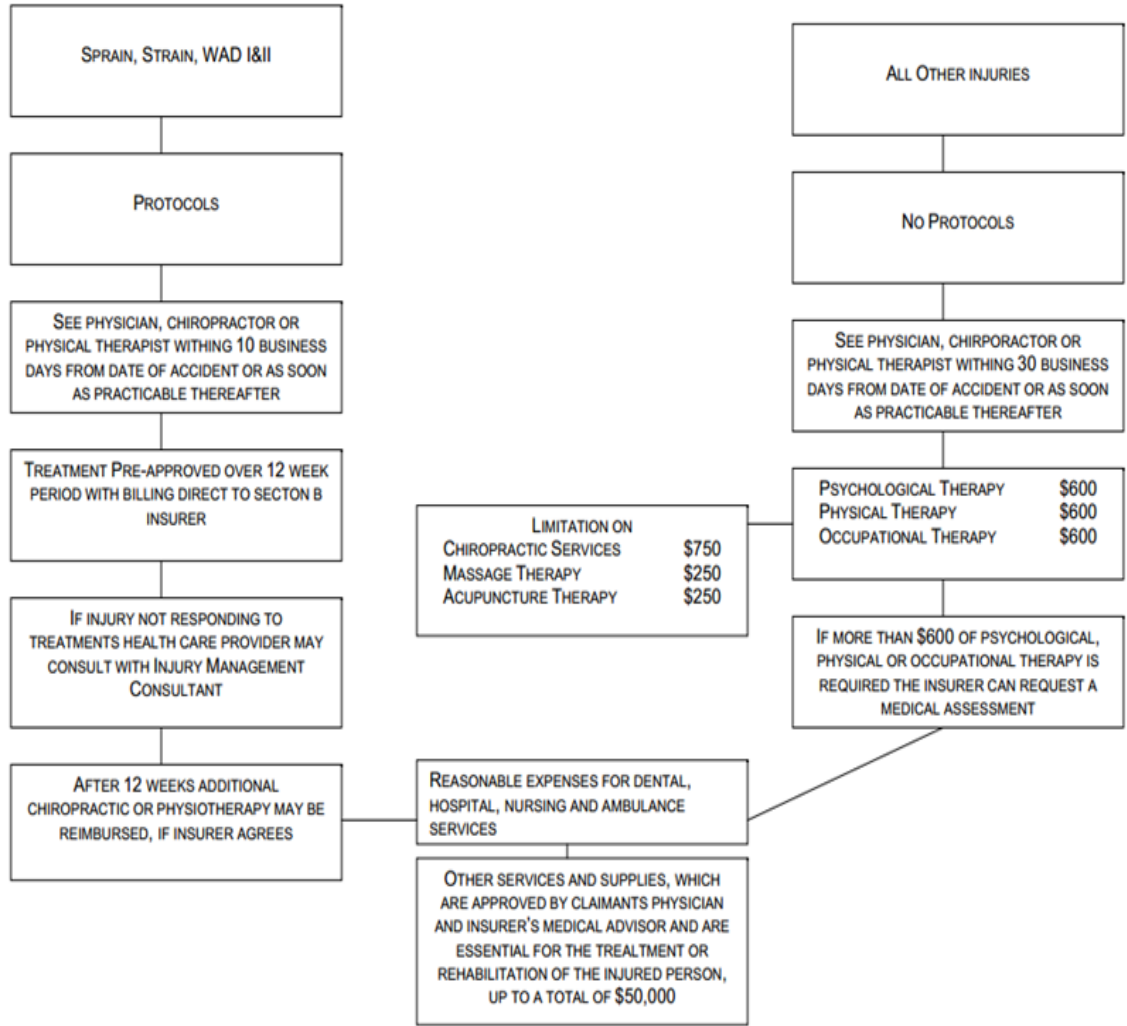 SPRAIN, STRAIN, WAD I&II
PROTOCOLS
SEE PHYSICIAN, CHIROPRACTOR OR
PHYSICAL THERAPIST WITHING 10 BUSINESS
DAYS FROM DATE OF ACCIDENT OR AS SOON
AS PRACTICABLE THEREAFTER
TREATMENT PRE-APPROVED OVER 12 WEEK
PERIOD WITH BILLING DIRECT TO SECTON B
INSURER
IF INJURY NOT RESPONDING TO
TREATMENTS HEALTH CARE PROVIDER MAY
CONSULT WITH INJURY MANAGEMENT
CONSULTANT
AFTER 12 WEEKS ADDITIONAL
CHIROPRACTIC OR PHYSIOTHERAPY MAY BE
REIMBURSED, IF INSURER AGREES
ALL OTHER INJURIES
NO PROTOCOLS
SEE PHYSICIAN, CHIRPORACTOR OR
PHYSICAL THERAPIST WITHING 30 BUSINESS
DAYS FROM DATE OF ACCIDENT OR AS SOON
AS PRACTICABLE THEREAFTER
PSYCHOLOGICAL THERAPY $600
PHYSICAL THERAPY $600
OCCUPATIONAL THERAPY $600
LIMITATION ON
CHIROPRACTIC SERVICES $750
MASSAGE THERAPY $250
ACUPUNCTURE THERAPY $250
IF MORE THAN $600 OF PSYCHOLOGICAL,
PHYSICAL OR OCCUPATIONAL THERAPY IS
REQUIRED THE INSURER CAN REQUEST A
MEDICAL ASSESSMENT
REASONABLE EXPENSES FOR DENTAL,
HOSPITAL, NURSING AND AMBULANCE
SERVICES
OTHER SERVICES AND SUPPLIES, WHICH
ARE APPROVED BY CLAIMANTS PHYSICIAN
AND INSURER'S MEDICAL ADVISOR AND ARE
ESSENTIAL FOR THE TREALTMENT OR
REHABILITATION OF THE INJURED PERSON,
UP TO A TOTAL OF $50,000